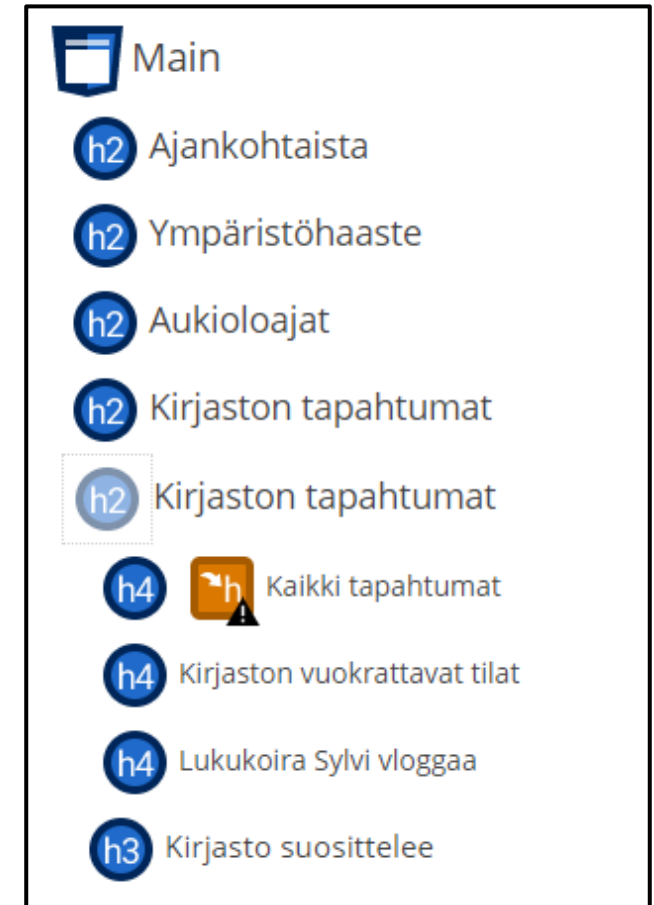 Main
h2 Ajankohtaista
h2 Ympäristöhaaste
h2 Aukioloajat
h2 Kirjaston tapahtumat
h2 Kirjaston tapahtumat
h4 h Kaikki tapahtumat
h4 Kirjaston vuokrattavat tilat
h4 Lukukoira Sylvi vloggaa
h3 Kirjasto suosittelee